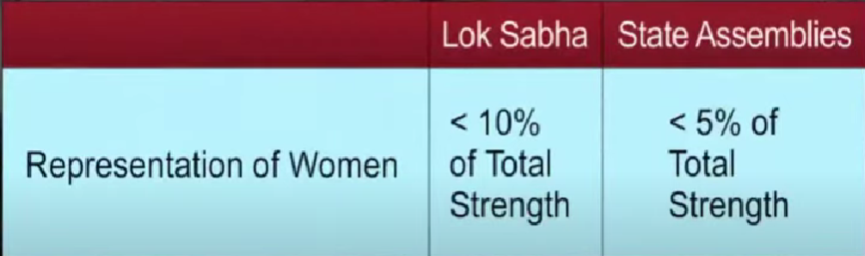 Lok Sabha State Assemblies
Representation of Women
< 10%
of Total
Strength
< 5% of
Total
Strength